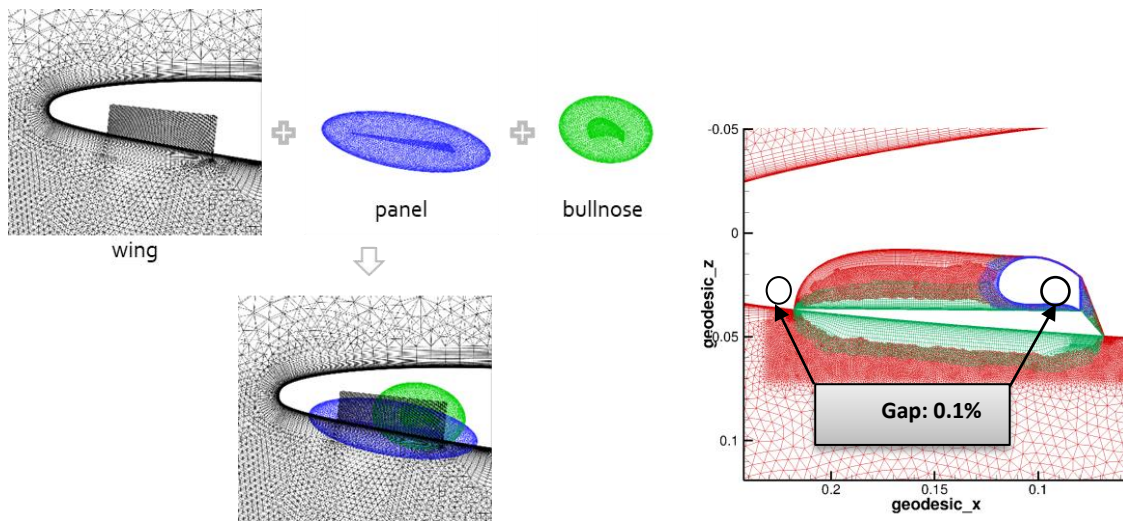 panel
bullnose
wing
-0.05
0
0.05
0.1
geodesic_z
Gap: 0.1%
0.2
0.15
0.1
geodesic_x